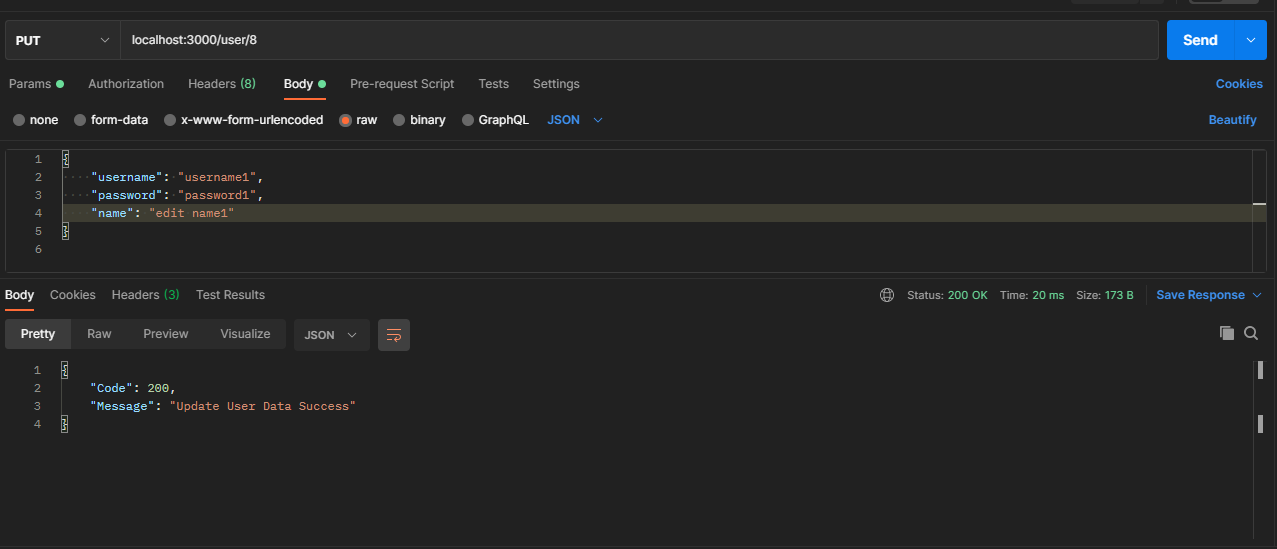 PUT localhost:3000/user/8 Send
Params Authorization Headers (8) Body Pre-request Script Tests Settings Cookies
none form-data x-www-form-urlencoded raw binary GraphQL JSON Beautify
1 {
2 "username": "username1",
3 "password": "password1",
4 "name": "edit name1"
5 }
6
Body Cookies Headers (3) Test Results Status: 200 OK Time: 20 ms Size: 173 B Save Response
Pretty Raw Preview Visualize JSON
1 {
2 "Code": 200,
3 "Message": "Update User Data Success"
4 }